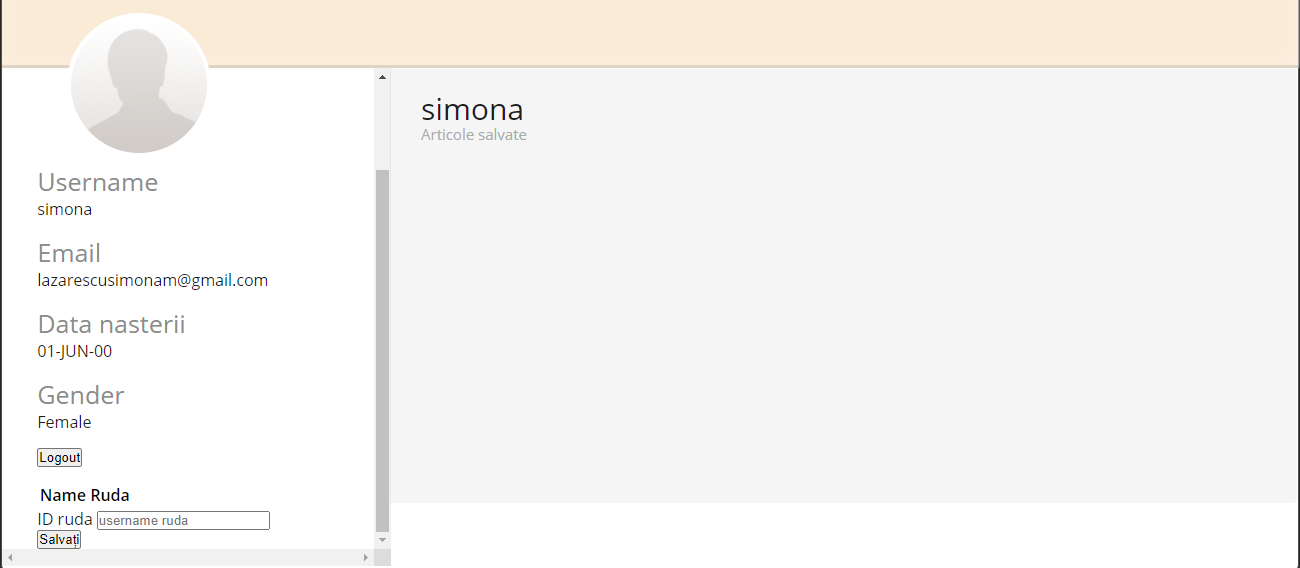 simona
Articole salvate
Username
simona
Email
lazarescusimonam@gmail.com
Data nasterii
01-JUN-00
Gender
Female
Logout
Name Ruda
ID ruda username ruda
Salvați